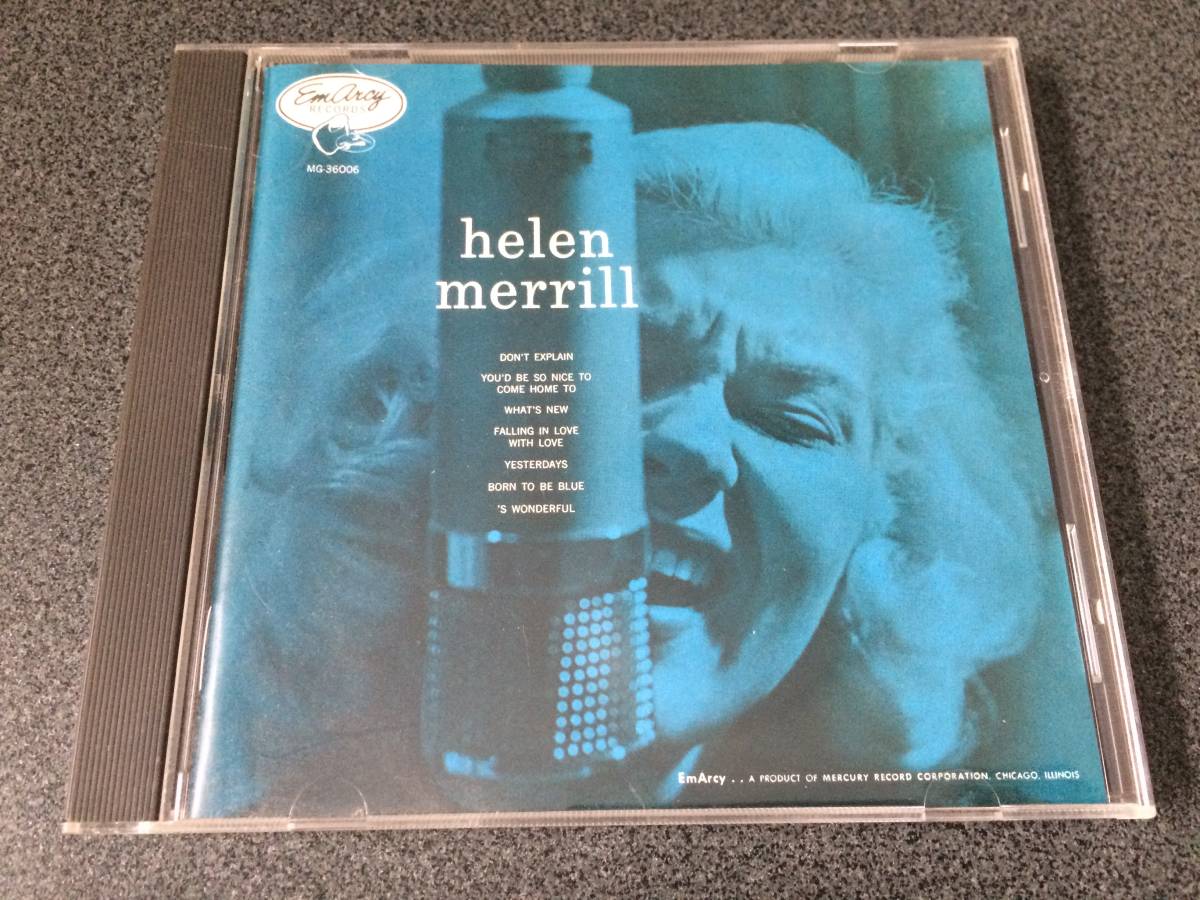 EmArcy
RECORDS
MG-36006
helen
merrill
DON'T EXPLAIN
YOU'D BE SO NICE TO
COME HOME TO
WHAT'S NEW
FALLING IN LOVE
WITH LOVE
YESTERDAYS
BORN TO BE BLUE
'S WONDERFUL
EmArcy . . A PRODUCT OF MERCURY RECORD CORPORATION, CHICAGO, ILLINOIS